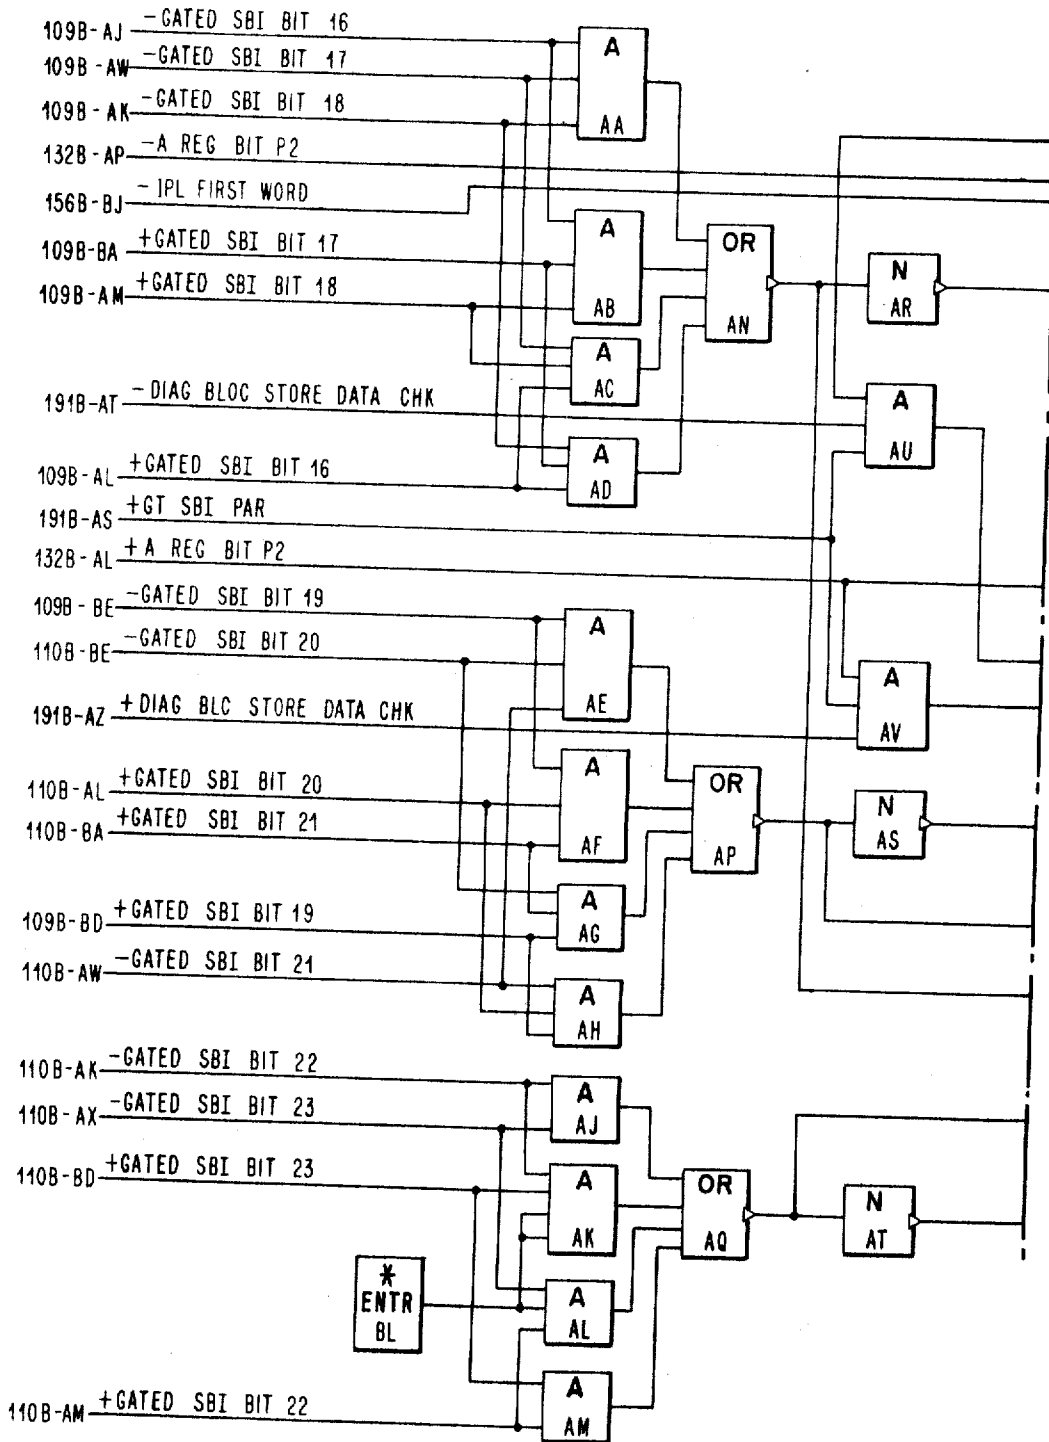 109B-AJ -GATED SBI BIT 16
109B-AW -GATED SBI BIT 17
109B-AK -GATED SBI BIT 18
132B-AP -A REG BIT P2
156B-BJ -IPL FIRST WORD
109B-BA +GATED SBI BIT 17
109B-AM +GATED SBI BIT 18
191B-AT -DIAG BLOC STORE DATA CHK
109B-AL +GATED SBI BIT 16
191B-AS +GT SBI PAR
132B-AL +A REG BIT P2
109B-BE -GATED SBI BIT 19
110B-BE -GATED SBI BIT 20
191B-AZ +DIAG BLC STORE DATA CHK
110B-AL +GATED SBI BIT 20
110B-BA +GATED SBI BIT 21
109B-BD +GATED SBI BIT 19
110B-AW -GATED SBI BIT 21
110B-AK -GATED SBI BIT 22
110B-AX -GATED SBI BIT 23
110B-BD +GATED SBI BIT 23
110B-AM +GATED SBI BIT 22
A
AA
A
AB
A
AC
A
AD
A
AE
A
AF
A
AG
A
AH
A
AJ
A
AK
*
ENTR
BL
A
AL
A
AM
OR
AN
OR
AP
OR
AQ
N
AR
A
AU
A
AV
N
AS
N
AT